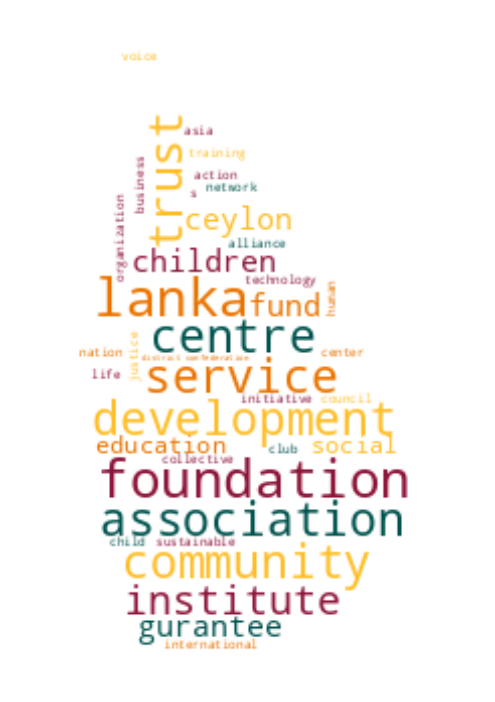 voice
trust
asia
training
business
action
network
s
organization
ceylon
alliance
children
technology
lanka
fund
human
centre
justice
nation
district confederation
center
life
service
initiative
council
development
education
club
social
collective
foundation
association
child
sustainable
community
institute
gurantee
international